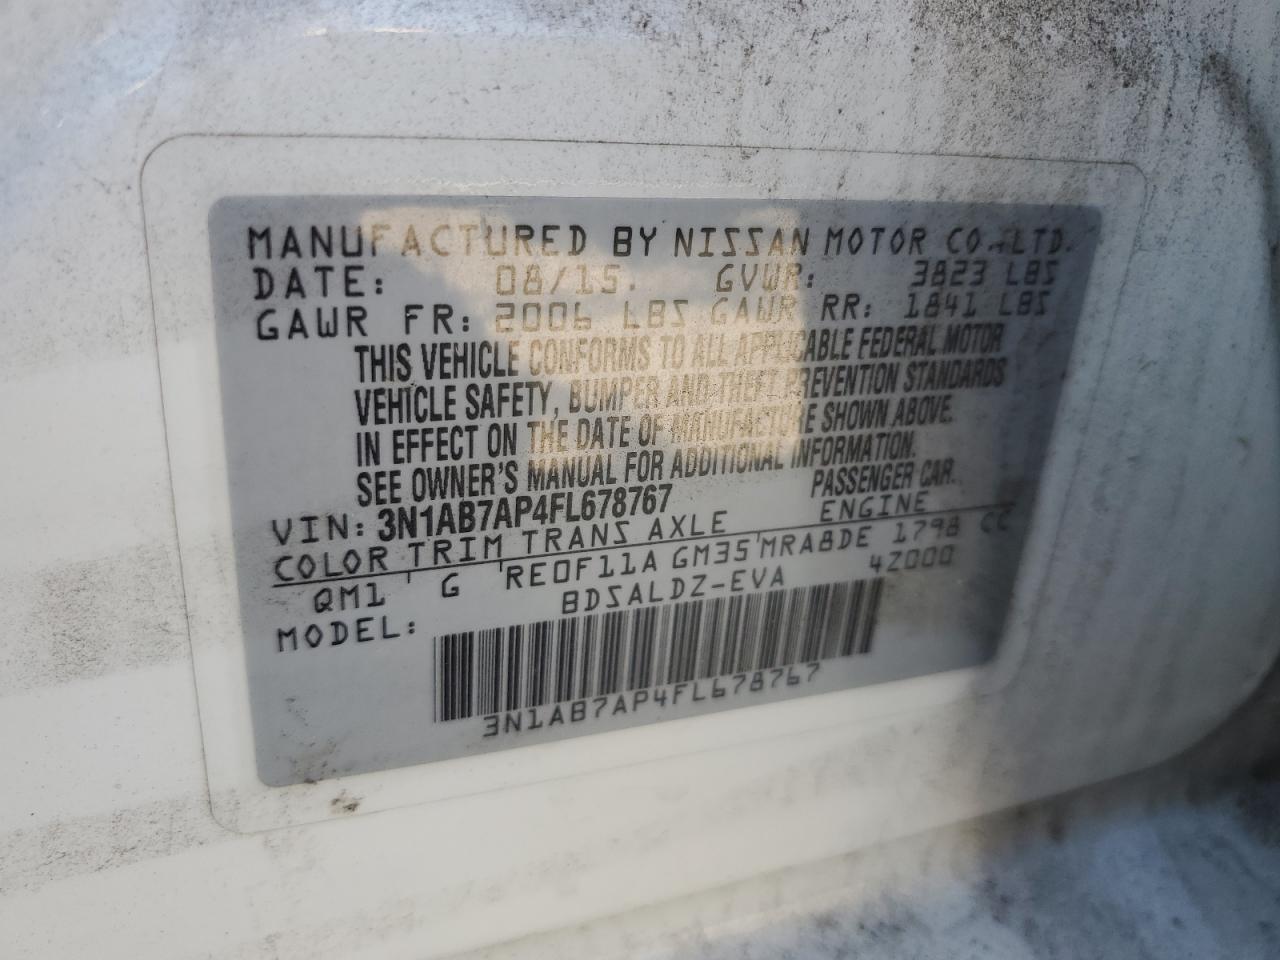 MANUFACTURED BY NISSAN MOTOR CO.,LTD.
DATE: 08/15. GVWR: 3823 LBS
GAWR FR: 2006 LBS GAWR RR: 1841 LBS
THIS VEHICLE CONFORMS TO ALL APPLICABLE FEDERAL MOTOR
VEHICLE SAFETY, BUMPER AND THEFT PREVENTION STANDARDS
IN EFFECT ON THE DATE OF MANUFACTURE SHOWN ABOVE.
SEE OWNER'S MANUAL FOR ADDITIONAL INFORMATION.
VIN: 3N1AB7AP4FL678767 PASSENGER CAR.
COLOR TRIM TRANS AXLE ENGINE
QM1 G RE0F11A GM35 MRA8DE 1798 CC
MODEL: BDSALDZ-EVA 4Z000
3N1AB7AP4FL678767